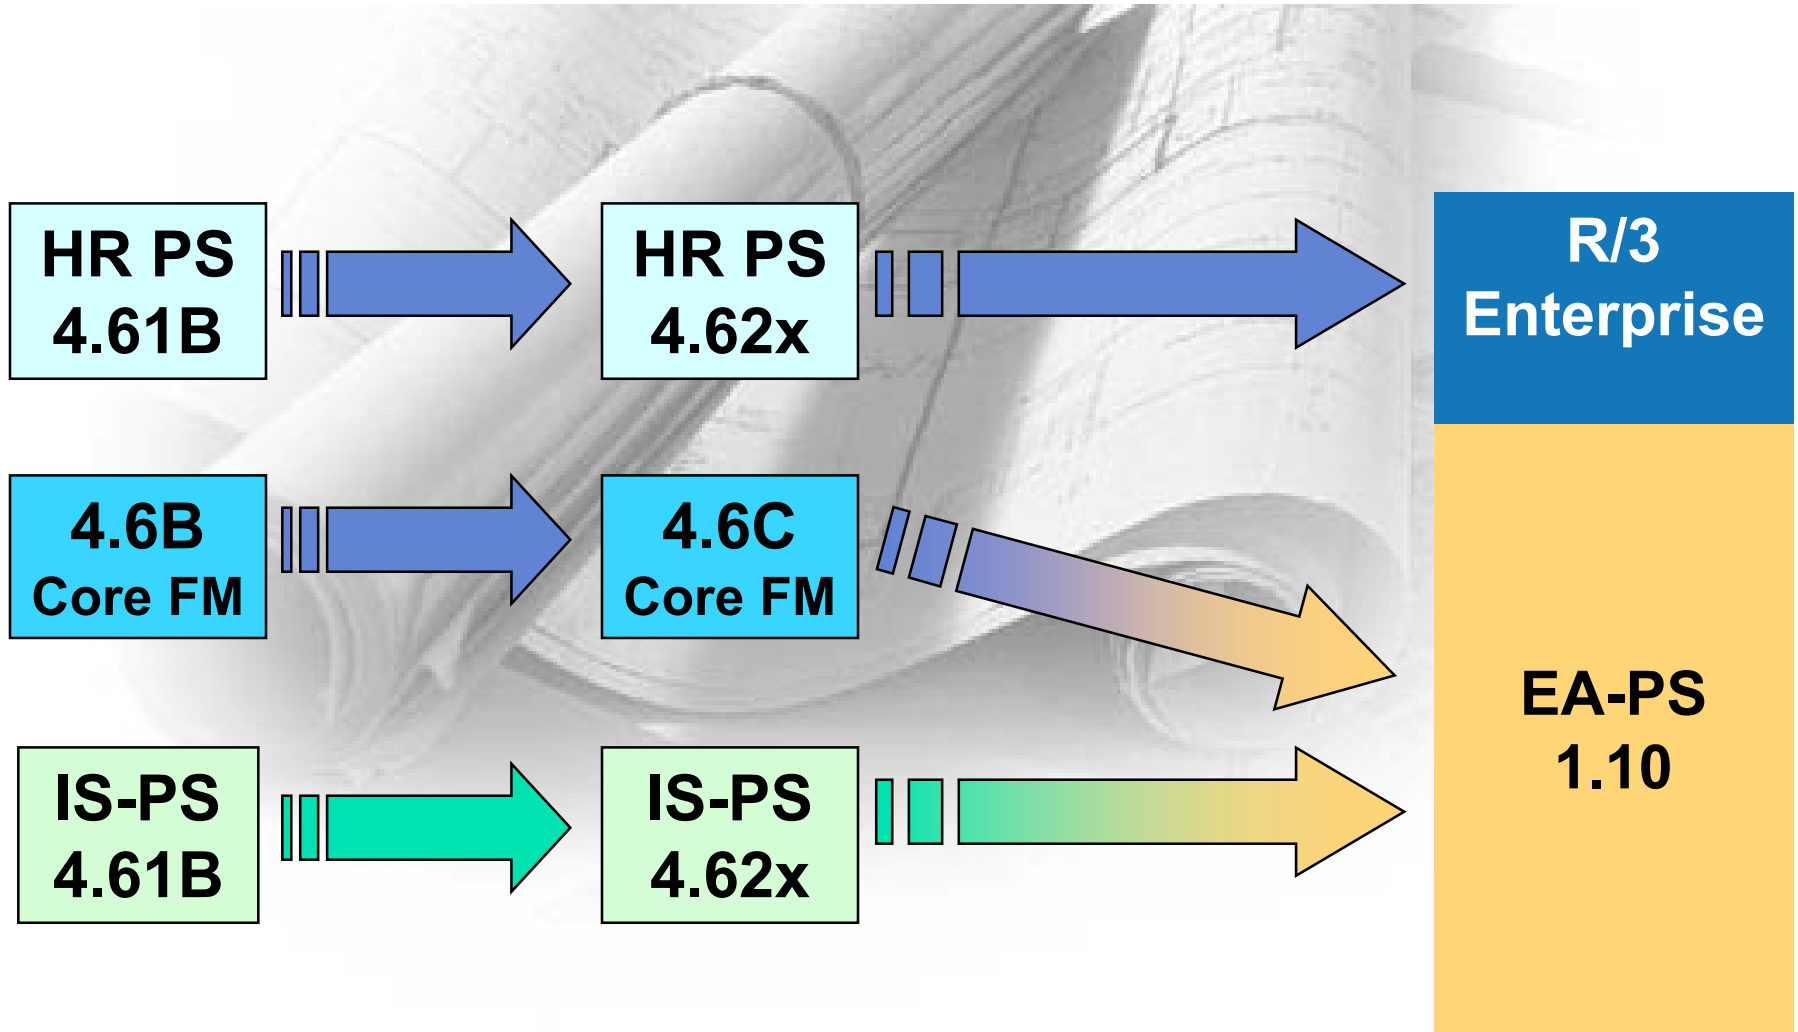 HR PS
4.61B
HR PS
4.62x
R/3
Enterprise
4.6B
Core FM
4.6C
Core FM
EA-PS
1.10
IS-PS
4.61B
IS-PS
4.62x